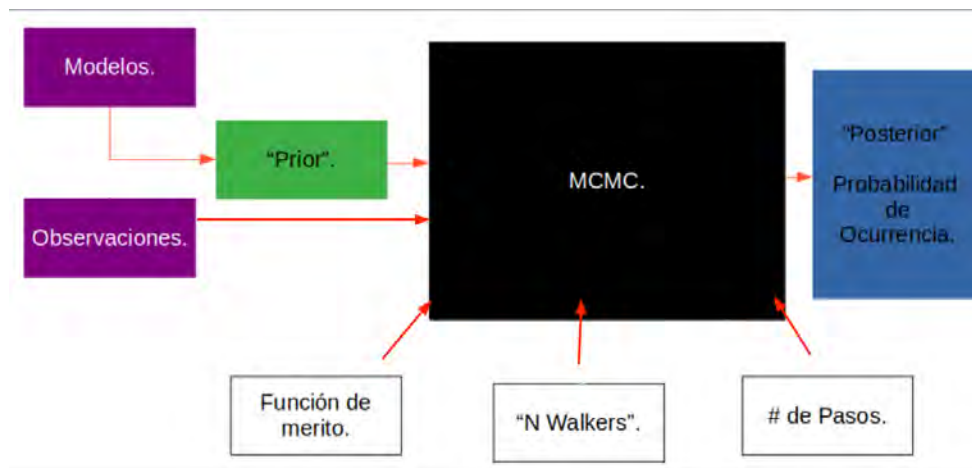 Modelos.
“Prior”.
Observaciones.
MCMC.
“Posterior”
Probabilidad
de
Ocurrencia.
Función de
merito.
“N Walkers”.
# de Pasos.